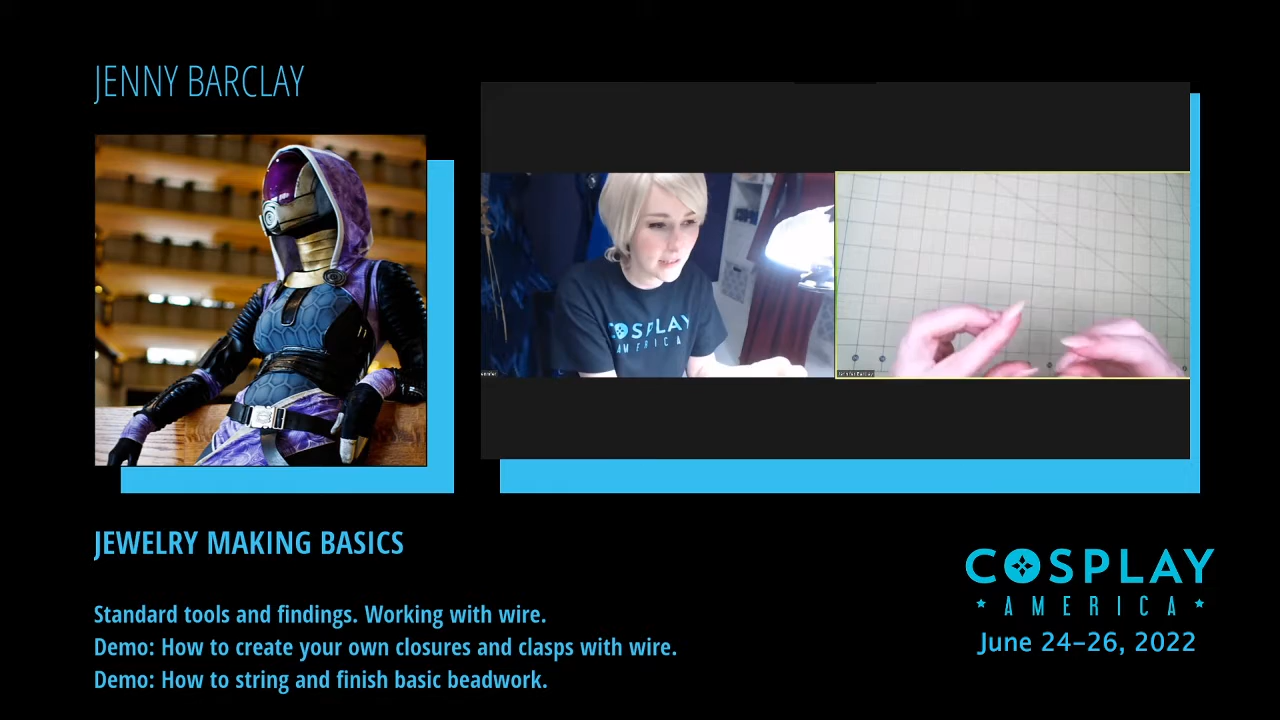 JENNY BARCLAY
COSPLAY
AMERICA
JEWELRY MAKING BASICS
Standard tools and findings. Working with wire.
Demo: How to create your own closures and clasps with wire.
Demo: How to string and finish basic beadwork.
COSPLAY
AMERICA
June 24–26, 2022